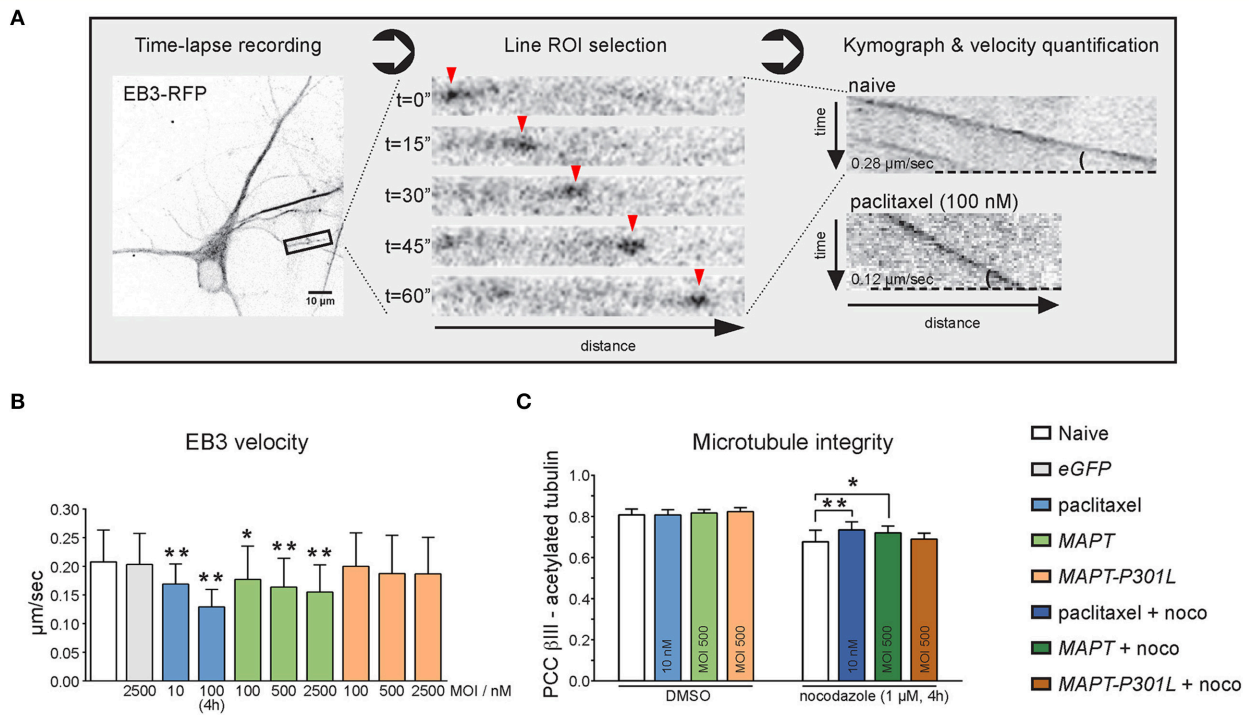 A
Time-lapse recording
Line ROI selection
Kymograph & velocity quantification
EB3-RFP
10 µm
t=0”
t=15”
t=30”
t=45”
t=60”
distance
naive
time
0.28 µm/sec
paclitaxel (100 nM)
time
0.12 µm/sec
distance
B
EB3 velocity
µm/sec
0.30
0.25
0.20
0.15
0.10
0.05
0.00
** ** * ** **
2500 10 100 100 500 2500 100 500 2500 MOI / nM
(4h)
C
Microtubule integrity
PCC βIII - acetylated tubulin
1.0
0.8
0.6
0.4
0.2
0.0
*
**
10 nM
MOI 500
MOI 500
10 nM
MOI 500
MOI 500
DMSO
nocodazole (1 µM, 4h)
Naive
eGFP
paclitaxel
MAPT
MAPT-P301L
paclitaxel + noco
MAPT + noco
MAPT-P301L + noco